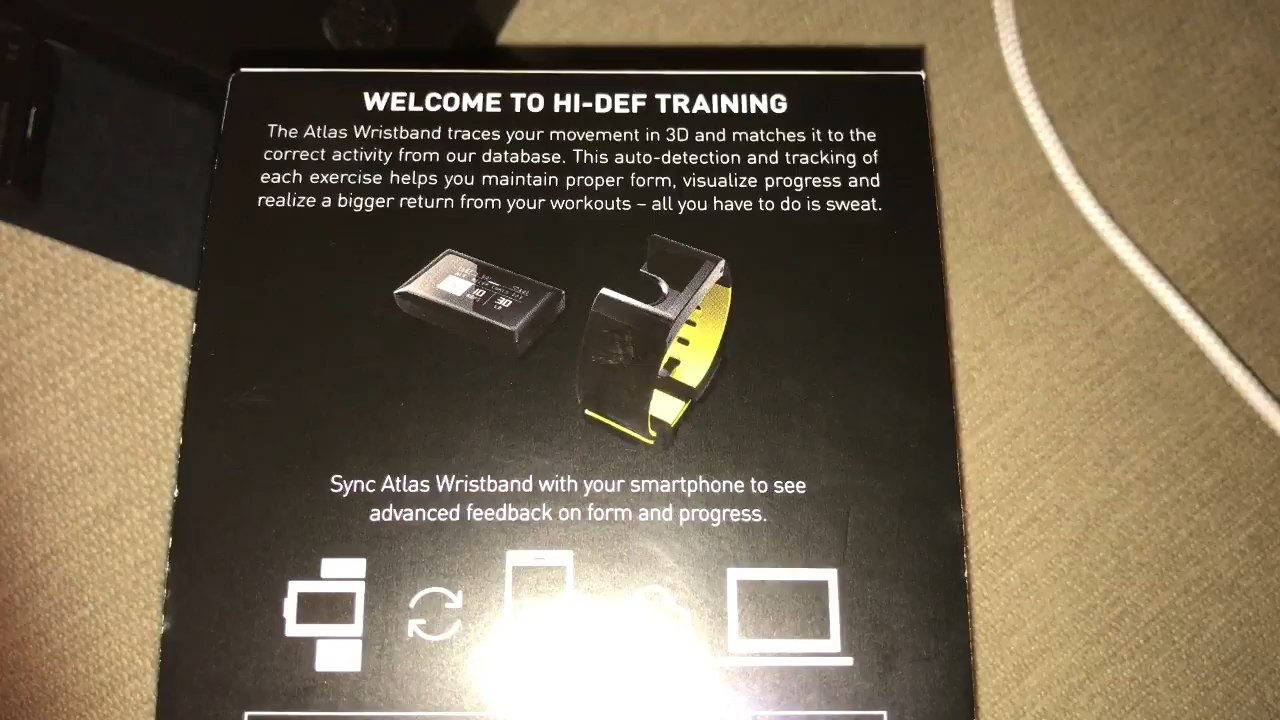 WELCOME TO HI-DEF TRAINING
The Atlas Wristband traces your movement in 3D and matches it to the
correct activity from our database. This auto-detection and tracking of
each exercise helps you maintain proper form, visualize progress and
realize a bigger return from your workouts – all you have to do is sweat.
Sync Atlas Wristband with your smartphone to see
advanced feedback on form and progress.